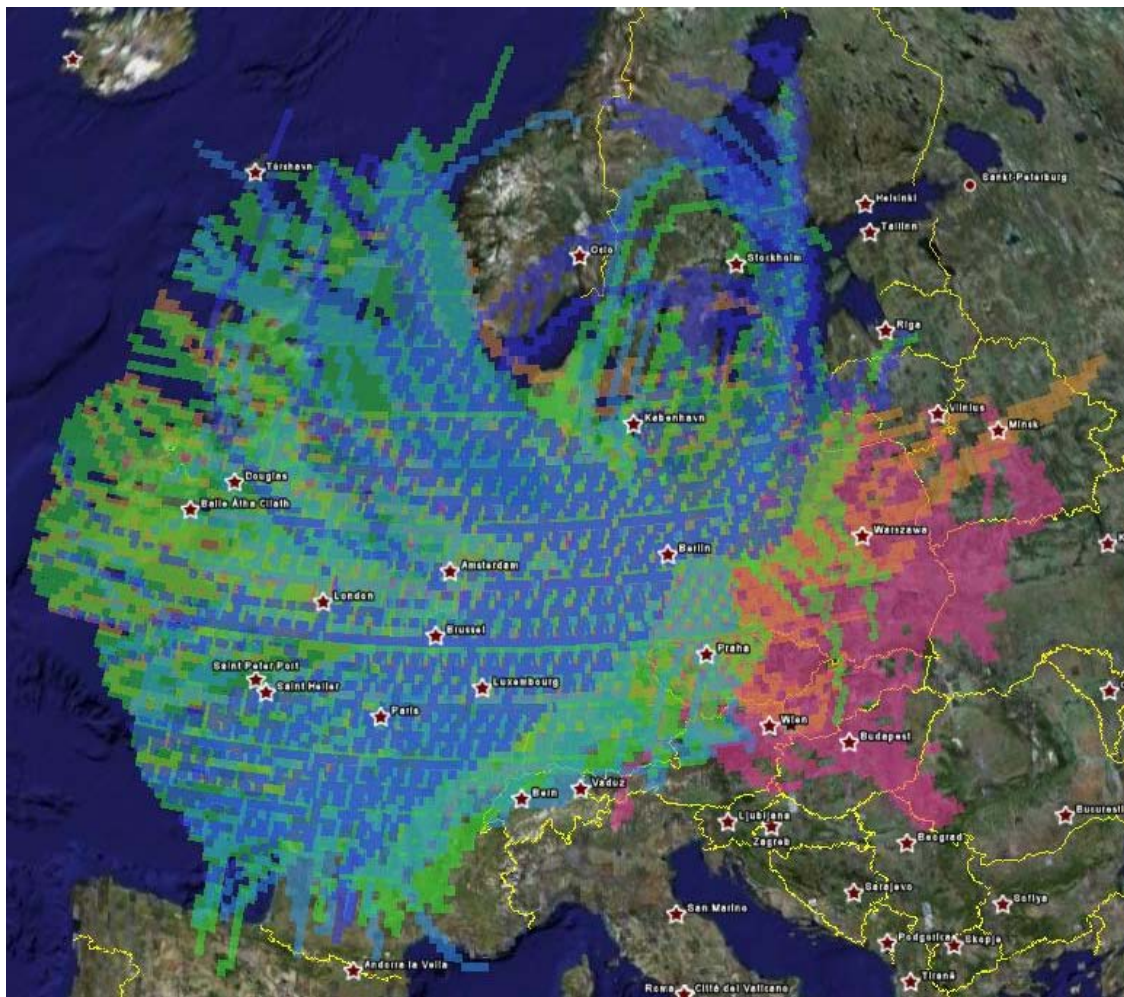 Tórshavn
Sankt-Peterburg
Helsinki
Tallinn
Oslo
Stockholm
Riga
København
Vilnius
Minsk
Douglas
Baile Átha Cliath
Warszawa
Berlin
Amsterdam
London
Brussel
Praha
Saint Peter Port
Luxembourg
Saint Helier
Paris
Wien
Budapest
Vaduz
Bern
Ljubljana
Zagreb
Bucuresti
Beograd
Sarajevo
Sofiya
San Marino
Podgorica
Skopje
Andorra la Vella
Tiranë
Roma
Città del Vaticano